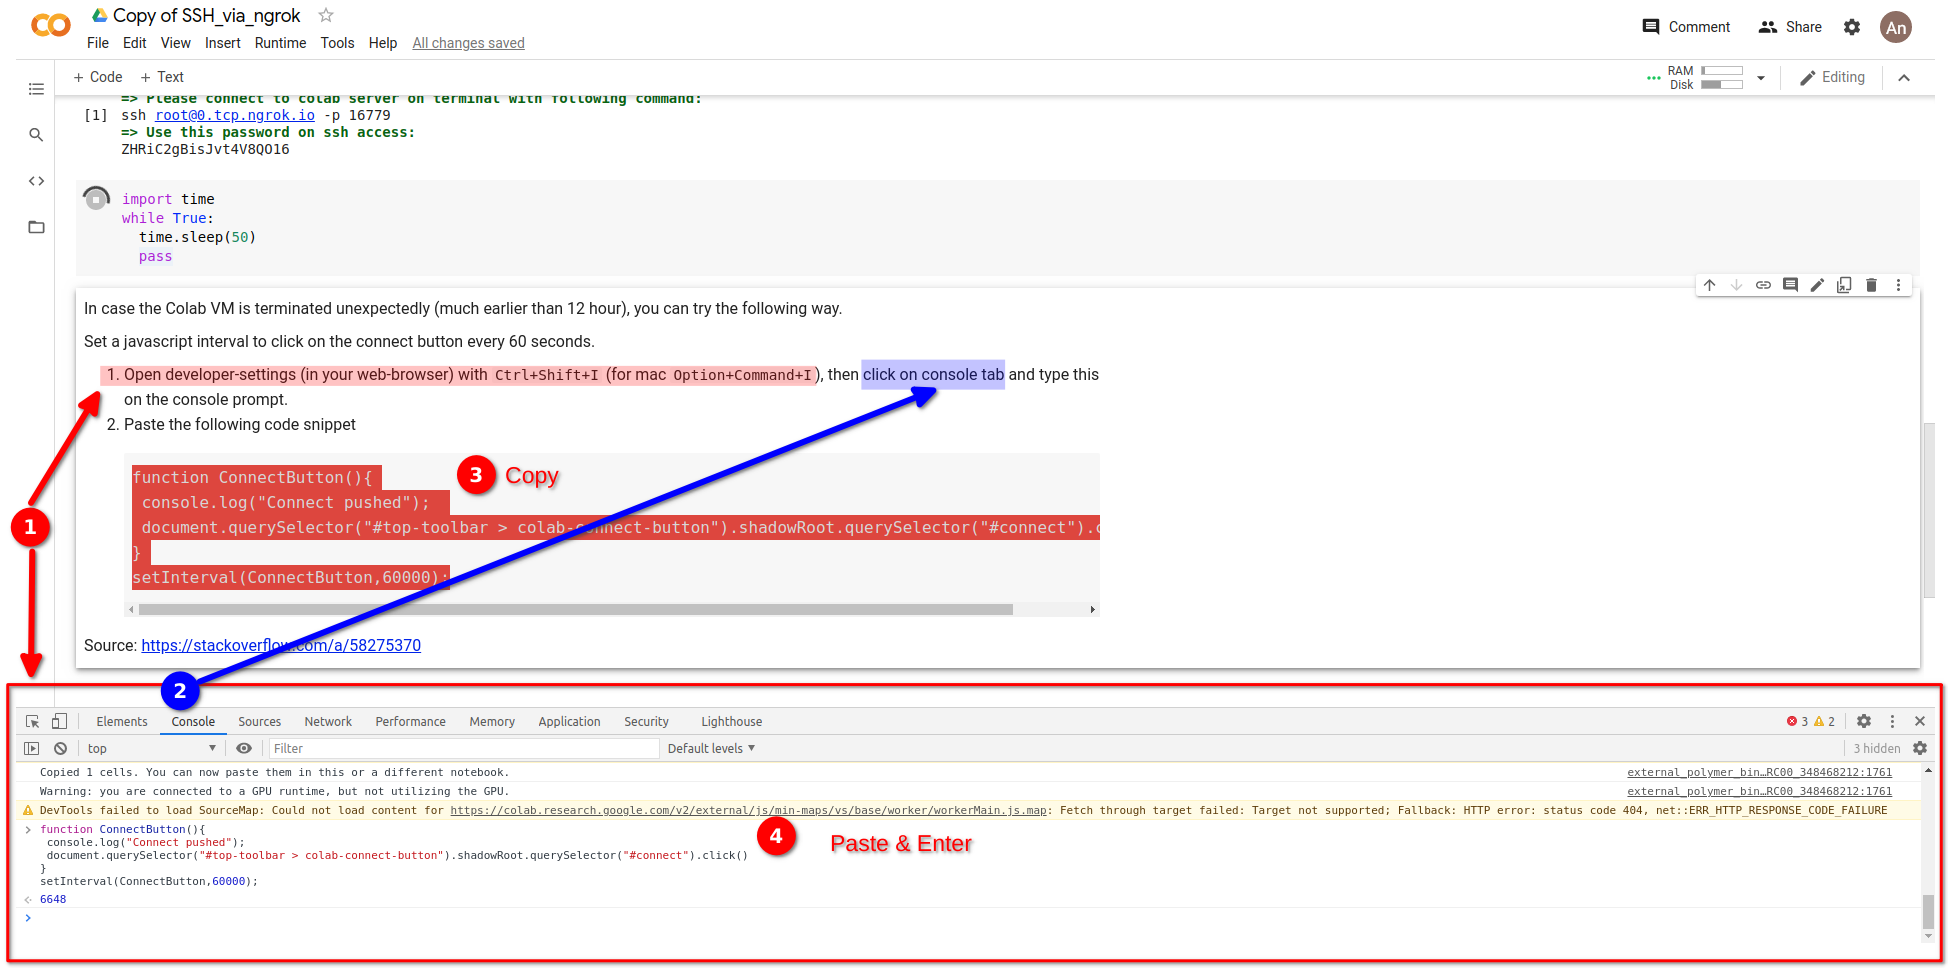 Copy of SSH_via_ngrok
File Edit View Insert Runtime Tools Help All changes saved
Comment Share An
+ Code + Text
RAM
Disk
Editing
=> Please connect to colab server on terminal with following command:
[1] ssh root@0.tcp.ngrok.io -p 16779
=> Use this password on ssh access:
ZHRiC2gBisJvt4V8QO16
import time
while True:
time.sleep(50)
pass
In case the Colab VM is terminated unexpectedly (much earlier than 12 hour), you can try the following way.
Set a javascript interval to click on the connect button every 60 seconds.
1. Open developer-settings (in your web-browser) with Ctrl+Shift+I (for mac Option+Command+I), then click on console tab and type this
on the console prompt.
2. Paste the following code snippet
function ConnectButton(){
3 Copy
console.log("Connect pushed");
document.querySelector("#top-toolbar > colab-connect-button").shadowRoot.querySelector("#connect").c
}
setInterval(ConnectButton,60000);
1
Source: https://stackoverflow.com/a/58275370
2
Elements Console Sources Network Performance Memory Application Security Lighthouse
3 2
top Filter Default levels 3 hidden
Copied 1 cells. You can now paste them in this or a different notebook. external_polymer_bin…RC00_348468212:1761
Warning: you are connected to a GPU runtime, but not utilizing the GPU. external_polymer_bin…RC00_348468212:1761
DevTools failed to load SourceMap: Could not load content for https://colab.research.google.com/v2/external/js/min-maps/vs/base/worker/workerMain.js.map: Fetch through target failed: Target not supported; Fallback: HTTP error: status code 404, net::ERR_HTTP_RESPONSE_CODE_FAILURE
function ConnectButton(){
console.log("Connect pushed");
document.querySelector("#top-toolbar > colab-connect-button").shadowRoot.querySelector("#connect").click()
}
setInterval(ConnectButton,60000);
4 Paste & Enter
6648